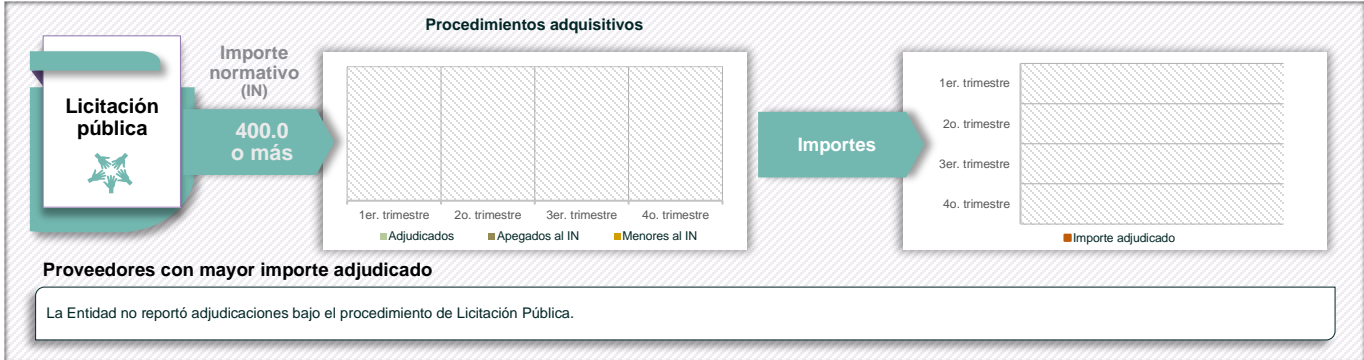 Procedimientos adquisitivos
Licitación
pública
Importe
normativo
(IN)
400.0
o más
1er. trimestre 2o. trimestre 3er. trimestre 4o. trimestre
Adjudicados Apegados al IN Menores al IN
Importes
1er. trimestre
2o. trimestre
3er. trimestre
4o. trimestre
Importe adjudicado
Proveedores con mayor importe adjudicado
La Entidad no reportó adjudicaciones bajo el procedimiento de Licitación Pública.